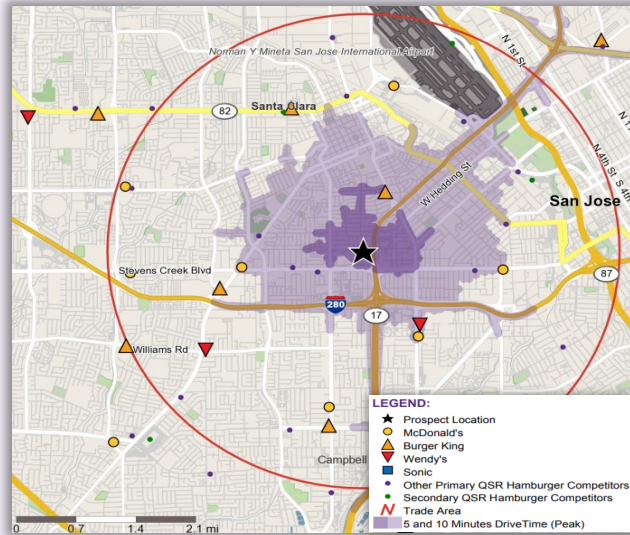 Norman Y Mineta San Jose International Airport
N 1st St
82
Santa Clara
W Hedding St
N 4th St
S 4th
San Jose
Stevens Creek Blvd
87
280
17
Williams Rd
Campbell
LEGEND:
Prospect Location
McDonald's
Burger King
Wendy's
Sonic
Other Primary QSR Hamburger Competitors
Secondary QSR Hamburger Competitors
Trade Area
5 and 10 Minutes DriveTime (Peak)
0 0.7 1.4 2.1 mi